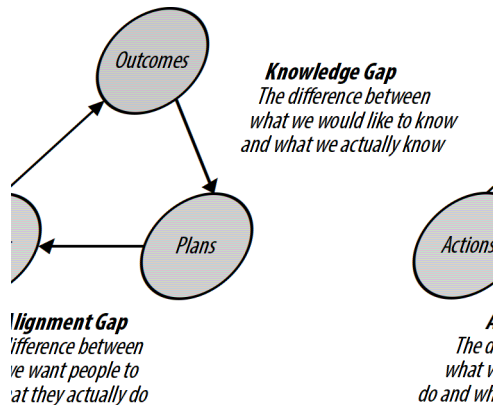 Outcomes
Knowledge Gap
The difference between
what we would like to know
and what we actually know
Plans
Actions
lignment Gap
ifference between
we want people to
at they actually do
The d
what w
do and wh